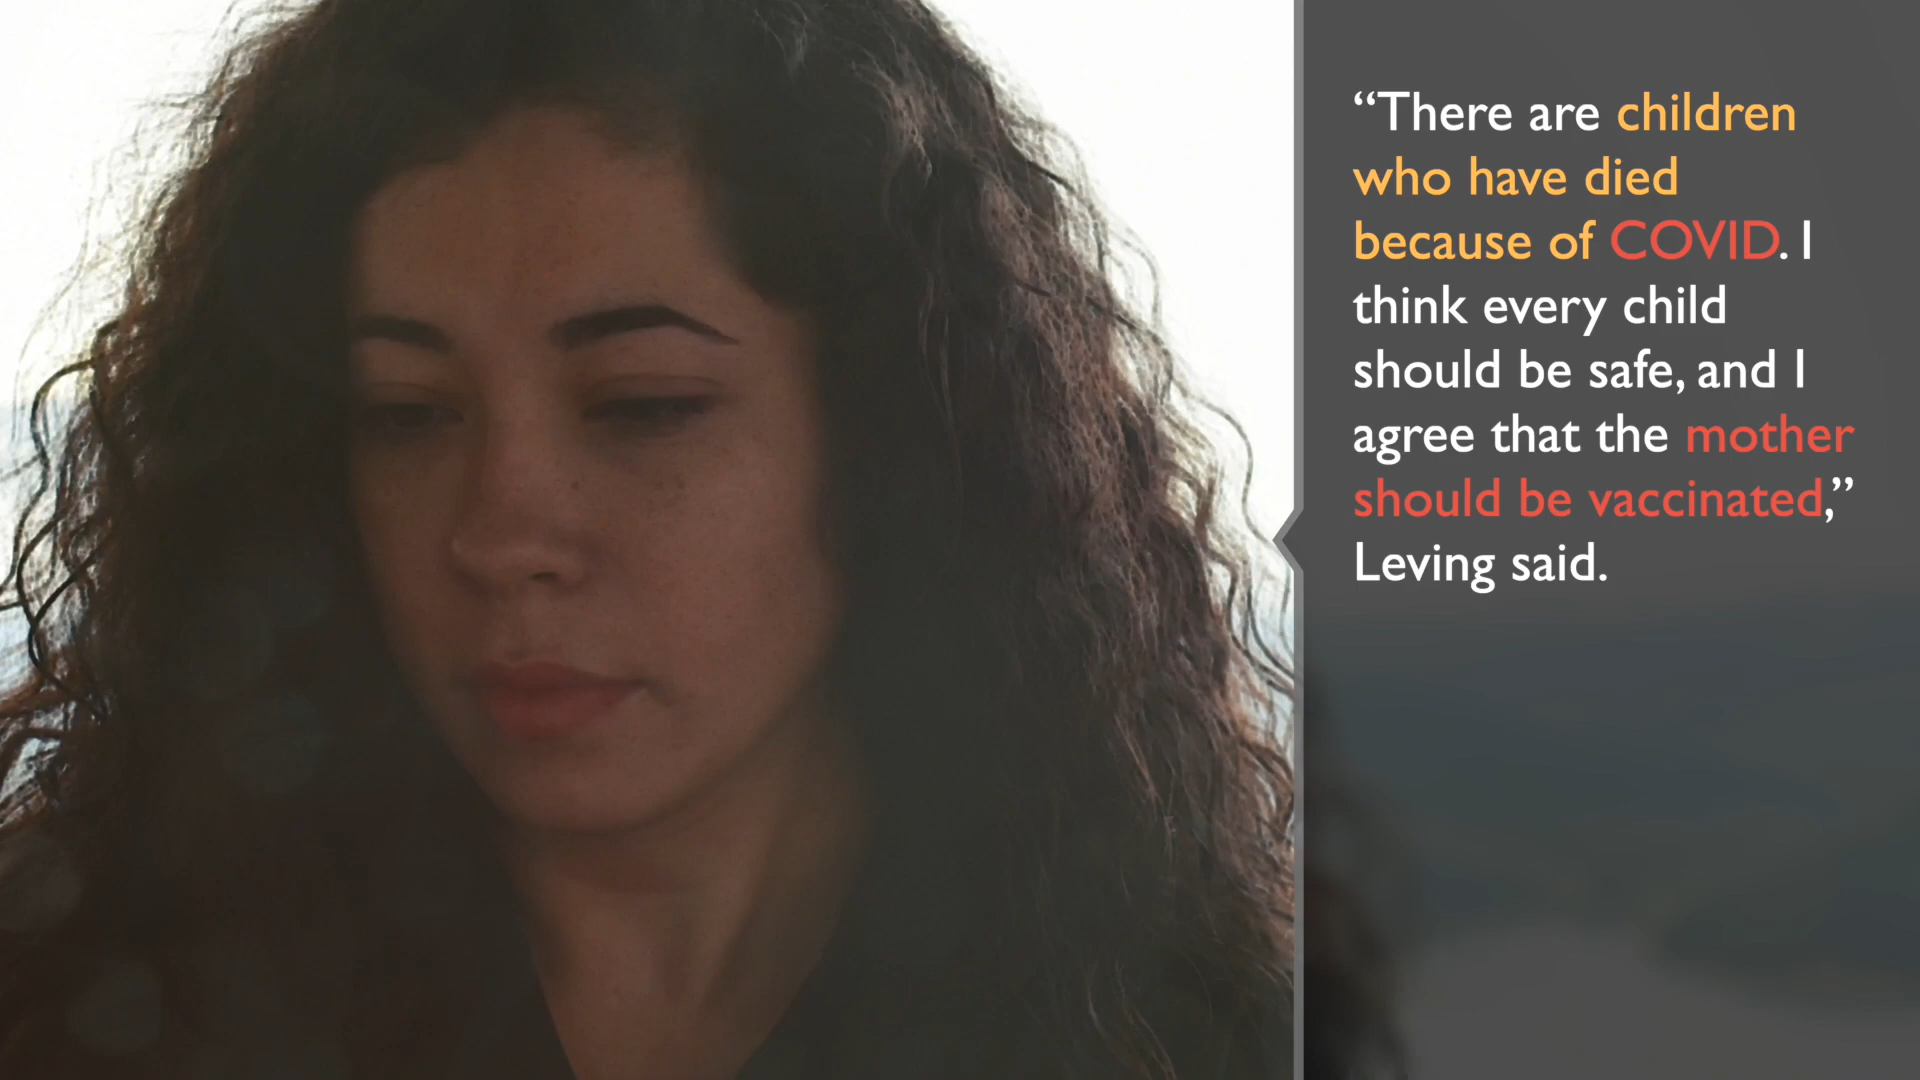 “There are children
who have died
because of COVID. I
think every child
should be safe, and I
agree that the mother
should be vaccinated,”
Leving said.